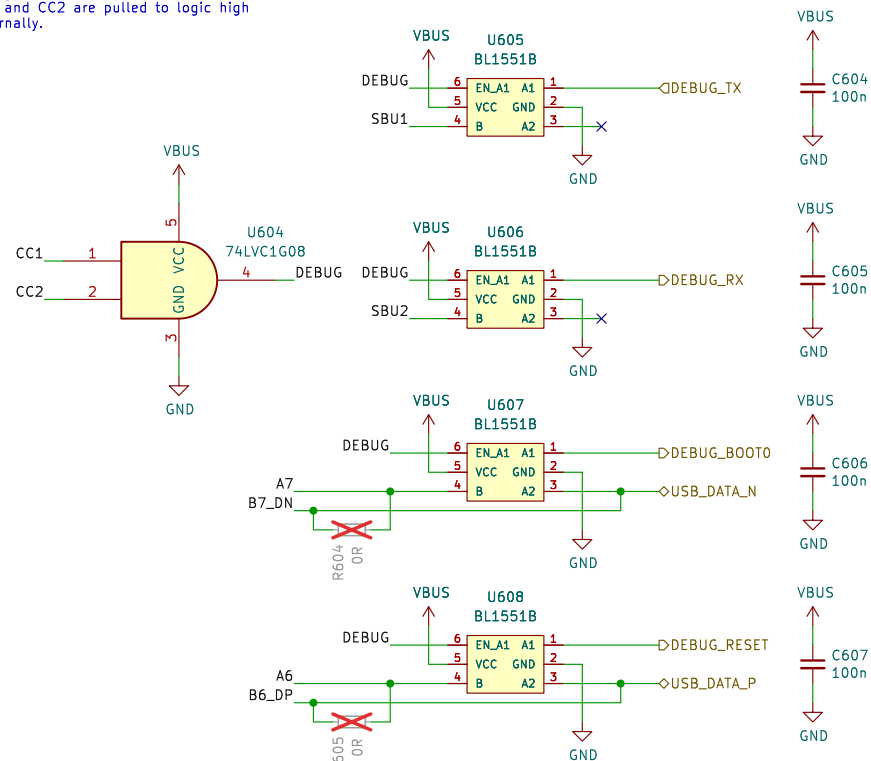 and CC2 are pulled to logic high
rnally.
VBUS
5
VCC
U604
74LVC1G08
CC1
1
CC2
2
4
DEBUG
GND
3
GND
VBUS
U605
BL1551B
DEBUG
6 EN_A1 A1 1
DEBUG_TX
5 VCC GND 2
SBU1
4 B A2 3
GND
VBUS
C604
100n
GND
VBUS
U606
BL1551B
DEBUG
6 EN_A1 A1 1
DEBUG_RX
5 VCC GND 2
SBU2
4 B A2 3
GND
VBUS
C605
100n
GND
VBUS
U607
BL1551B
DEBUG
6 EN_A1 A1 1
DEBUG_BOOT0
5 VCC GND 2
A7
4 B A2 3
USB_DATA_N
B7_DN
R604
0R
GND
VBUS
C606
100n
GND
VBUS
U608
BL1551B
DEBUG
6 EN_A1 A1 1
DEBUG_RESET
5 VCC GND 2
A6
4 B A2 3
USB_DATA_P
B6_DP
605
0R
GND
VBUS
C607
100n
GND